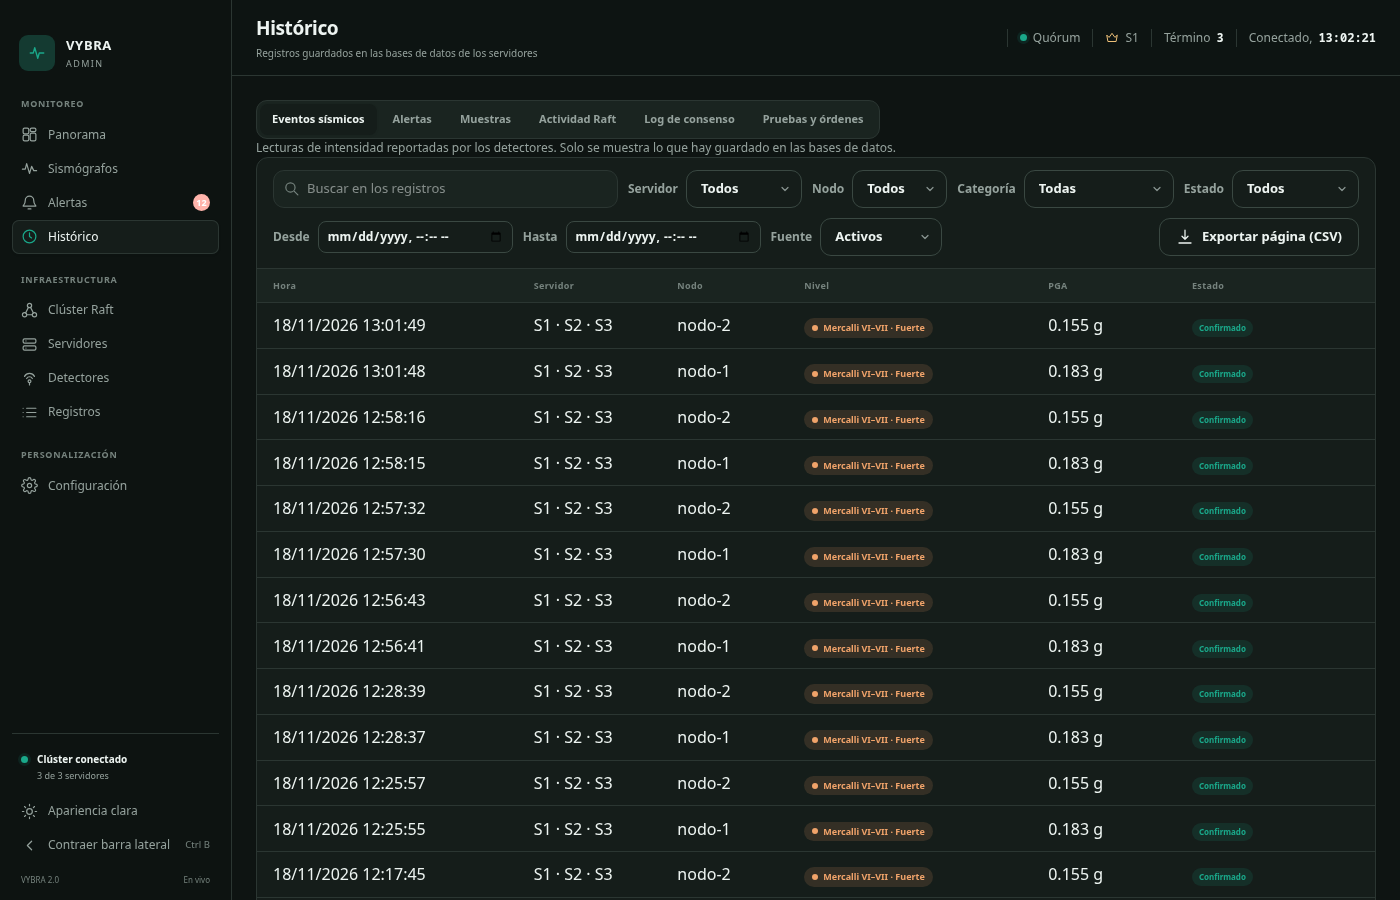 VYBRA
ADMIN
MONITOREO
Panorama
Sismógrafos
Alertas 12
Histórico
INFRAESTRUCTURA
Clúster Raft
Servidores
Detectores
Registros
PERSONALIZACIÓN
Configuración
Clúster conectado
3 de 3 servidores
Apariencia clara
Contraer barra lateral Ctrl B
VYBRA 2.0 En vivo
Histórico
Registros guardados en las bases de datos de los servidores
Quórum S1 Término 3 Conectado, 13:02:21
Eventos sísmicos Alertas Muestras Actividad Raft Log de consenso Pruebas y órdenes
Lecturas de intensidad reportadas por los detectores. Solo se muestra lo que hay guardado en las bases de datos.
Buscar en los registros Servidor Todos Nodo Todos Categoría Todas Estado Todos
Desde mm/dd/yyyy, --:-- -- Hasta mm/dd/yyyy, --:-- -- Fuente Activos Exportar página (CSV)
Hora Servidor Nodo Nivel PGA Estado
18/11/2026 13:01:49 S1 · S2 · S3 nodo-2 Mercalli VI–VII · Fuerte 0.155 g Confirmado
18/11/2026 13:01:48 S1 · S2 · S3 nodo-1 Mercalli VI–VII · Fuerte 0.183 g Confirmado
18/11/2026 12:58:16 S1 · S2 · S3 nodo-2 Mercalli VI–VII · Fuerte 0.155 g Confirmado
18/11/2026 12:58:15 S1 · S2 · S3 nodo-1 Mercalli VI–VII · Fuerte 0.183 g Confirmado
18/11/2026 12:57:32 S1 · S2 · S3 nodo-2 Mercalli VI–VII · Fuerte 0.155 g Confirmado
18/11/2026 12:57:30 S1 · S2 · S3 nodo-1 Mercalli VI–VII · Fuerte 0.183 g Confirmado
18/11/2026 12:56:43 S1 · S2 · S3 nodo-2 Mercalli VI–VII · Fuerte 0.155 g Confirmado
18/11/2026 12:56:41 S1 · S2 · S3 nodo-1 Mercalli VI–VII · Fuerte 0.183 g Confirmado
18/11/2026 12:28:39 S1 · S2 · S3 nodo-2 Mercalli VI–VII · Fuerte 0.155 g Confirmado
18/11/2026 12:28:37 S1 · S2 · S3 nodo-1 Mercalli VI–VII · Fuerte 0.183 g Confirmado
18/11/2026 12:25:57 S1 · S2 · S3 nodo-2 Mercalli VI–VII · Fuerte 0.155 g Confirmado
18/11/2026 12:25:55 S1 · S2 · S3 nodo-1 Mercalli VI–VII · Fuerte 0.183 g Confirmado
18/11/2026 12:17:45 S1 · S2 · S3 nodo-2 Mercalli VI–VII · Fuerte 0.155 g Confirmado